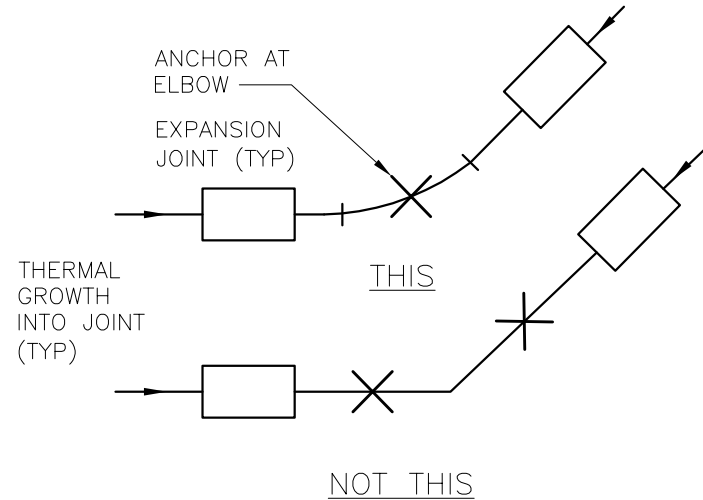 ANCHOR AT
ELBOW
EXPANSION
JOINT (TYP)
THIS
THERMAL
GROWTH
INTO JOINT
(TYP)
NOT THIS